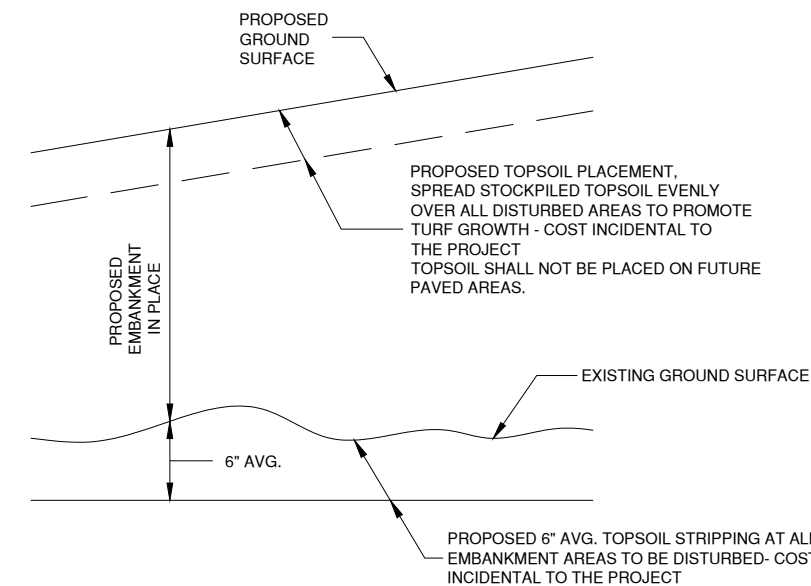 PROPOSED
GROUND
SURFACE
PROPOSED TOPSOIL PLACEMENT,
SPREAD STOCKPILED TOPSOIL EVENLY
OVER ALL DISTURBED AREAS TO PROMOTE
TURF GROWTH - COST INCIDENTAL TO
THE PROJECT
TOPSOIL SHALL NOT BE PLACED ON FUTURE
PAVED AREAS.
PROPOSED
EMBANKMENT
IN PLACE
EXISTING GROUND SURFACE
6" AVG.
PROPOSED 6" AVG. TOPSOIL STRIPPING AT ALL
EMBANKMENT AREAS TO BE DISTURBED- COST
INCIDENTAL TO THE PROJECT